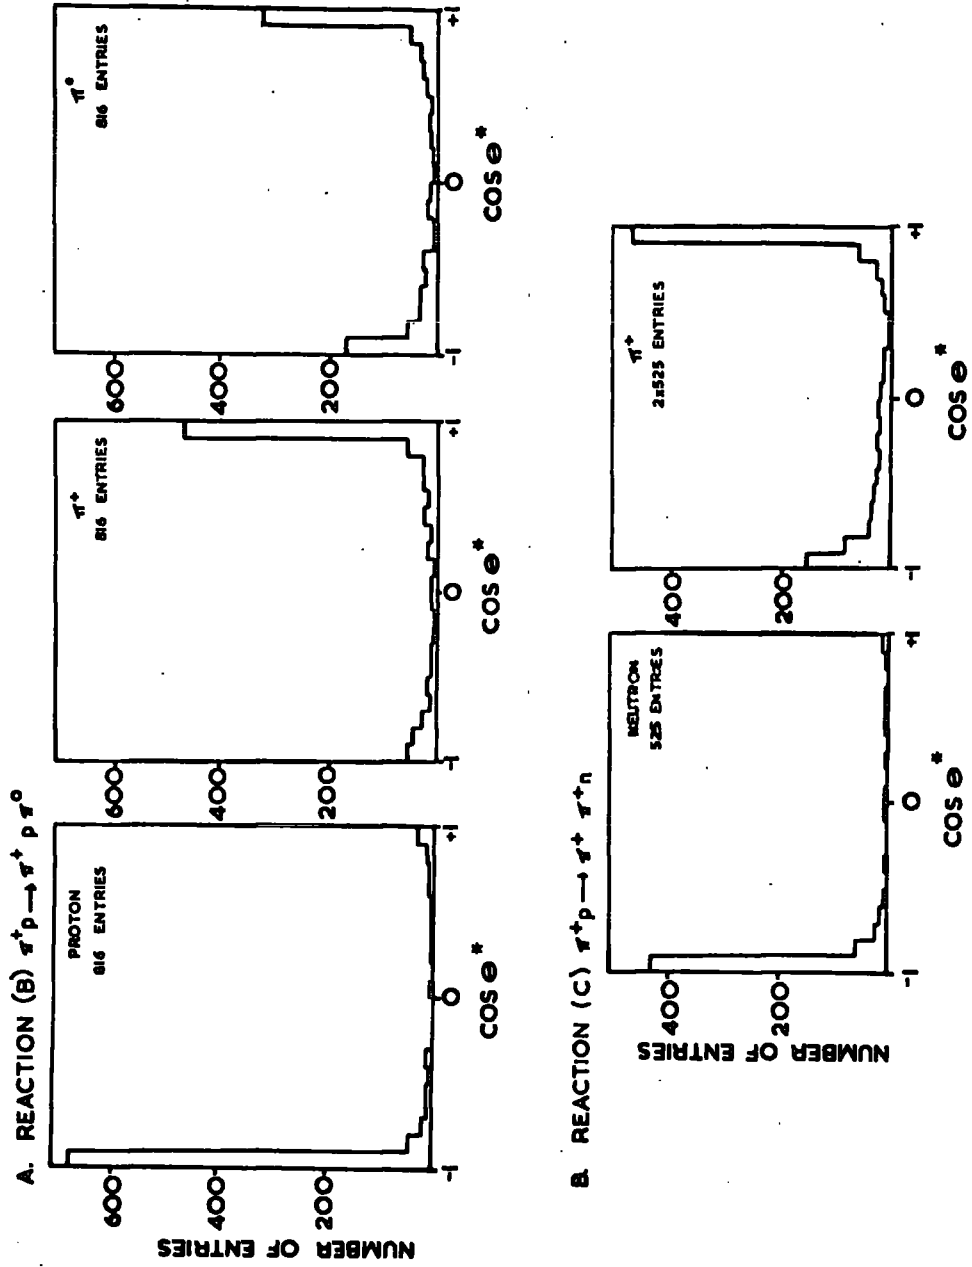 A. REACTION (B) π⁺p → π⁺ p π⁰
NUMBER OF ENTRIES
600
400
200
PROTON
816 ENTRIES
-1
0
+1
COS θ*
600
400
200
π⁺
816 ENTRIES
-1
0
+1
COS θ*
600
400
200
π⁰
816 ENTRIES
-1
0
+1
COS θ*
B. REACTION (C) π⁺p → π⁺ π⁺n
NUMBER OF ENTRIES
400
200
NEUTRON
525 ENTRIES
-1
0
+1
COS θ*
400
200
π⁺
2x525 ENTRIES
-1
0
+1
COS θ*